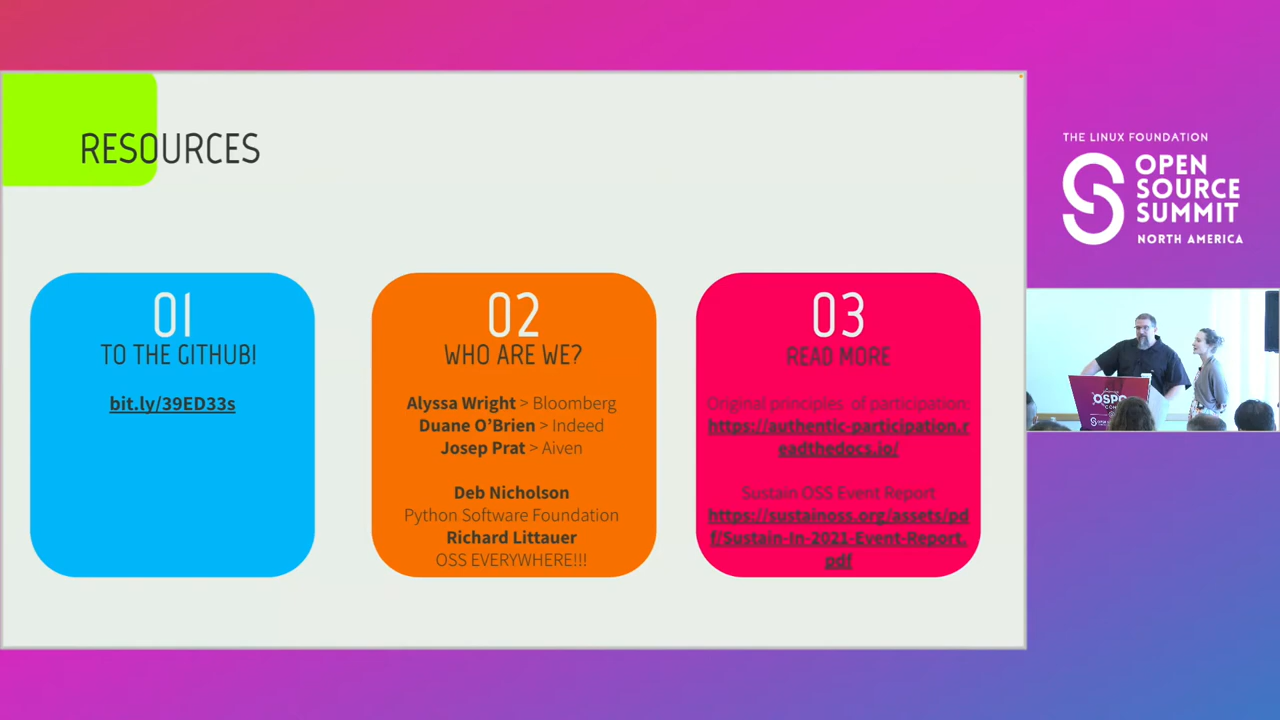 RESOURCES
01
TO THE GITHUB!
bit.ly/39ED33s
02
WHO ARE WE?
Alyssa Wright > Bloomberg
Duane O'Brien > Indeed
Josep Prat > Aiven
Deb Nicholson
Python Software Foundation
Richard Littauer
OSS EVERYWHERE!!!
03
READ MORE
Original principles of participation:
https://authentic-participation.r
eadthedocs.io/
Sustain OSS Event Report
https://sustainoss.org/assets/pd
f/Sustain-In-2021-Event-Report.
pdf
THE LINUX FOUNDATION
OPEN
SOURCE
SUMMIT
NORTH AMERICA